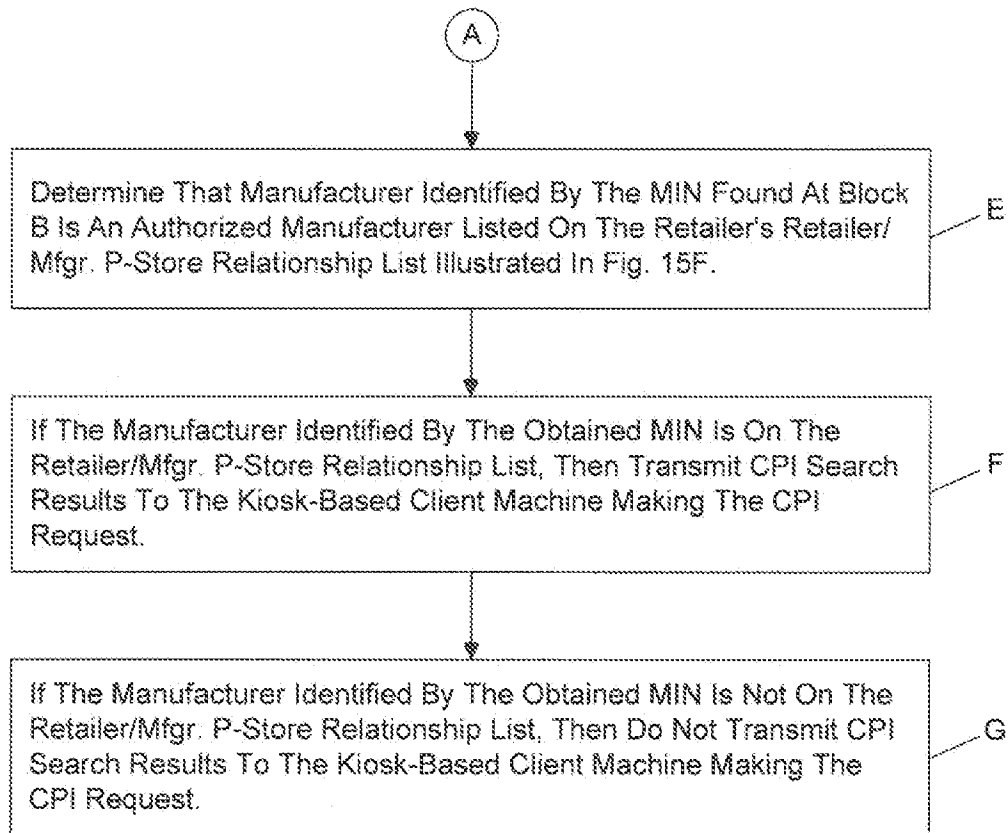 A
Determine That Manufacturer Identified By The MIN Found At Block
B Is An Authorized Manufacturer Listed On The Retailer's Retailer/
Mfgr. P-Store Relationship List Illustrated In Fig. 15F.
E
If The Manufacturer Identified By The Obtained MIN Is On The
Retailer/Mfgr. P-Store Relationship List, Then Transmit CPI Search
Results To The Kiosk-Based Client Machine Making The CPI
Request.
F
If The Manufacturer Identified By The Obtained MIN Is Not On The
Retailer/Mfgr. P-Store Relationship List, Then Do Not Transmit CPI
Search Results To The Kiosk-Based Client Machine Making The
CPI Request.
G